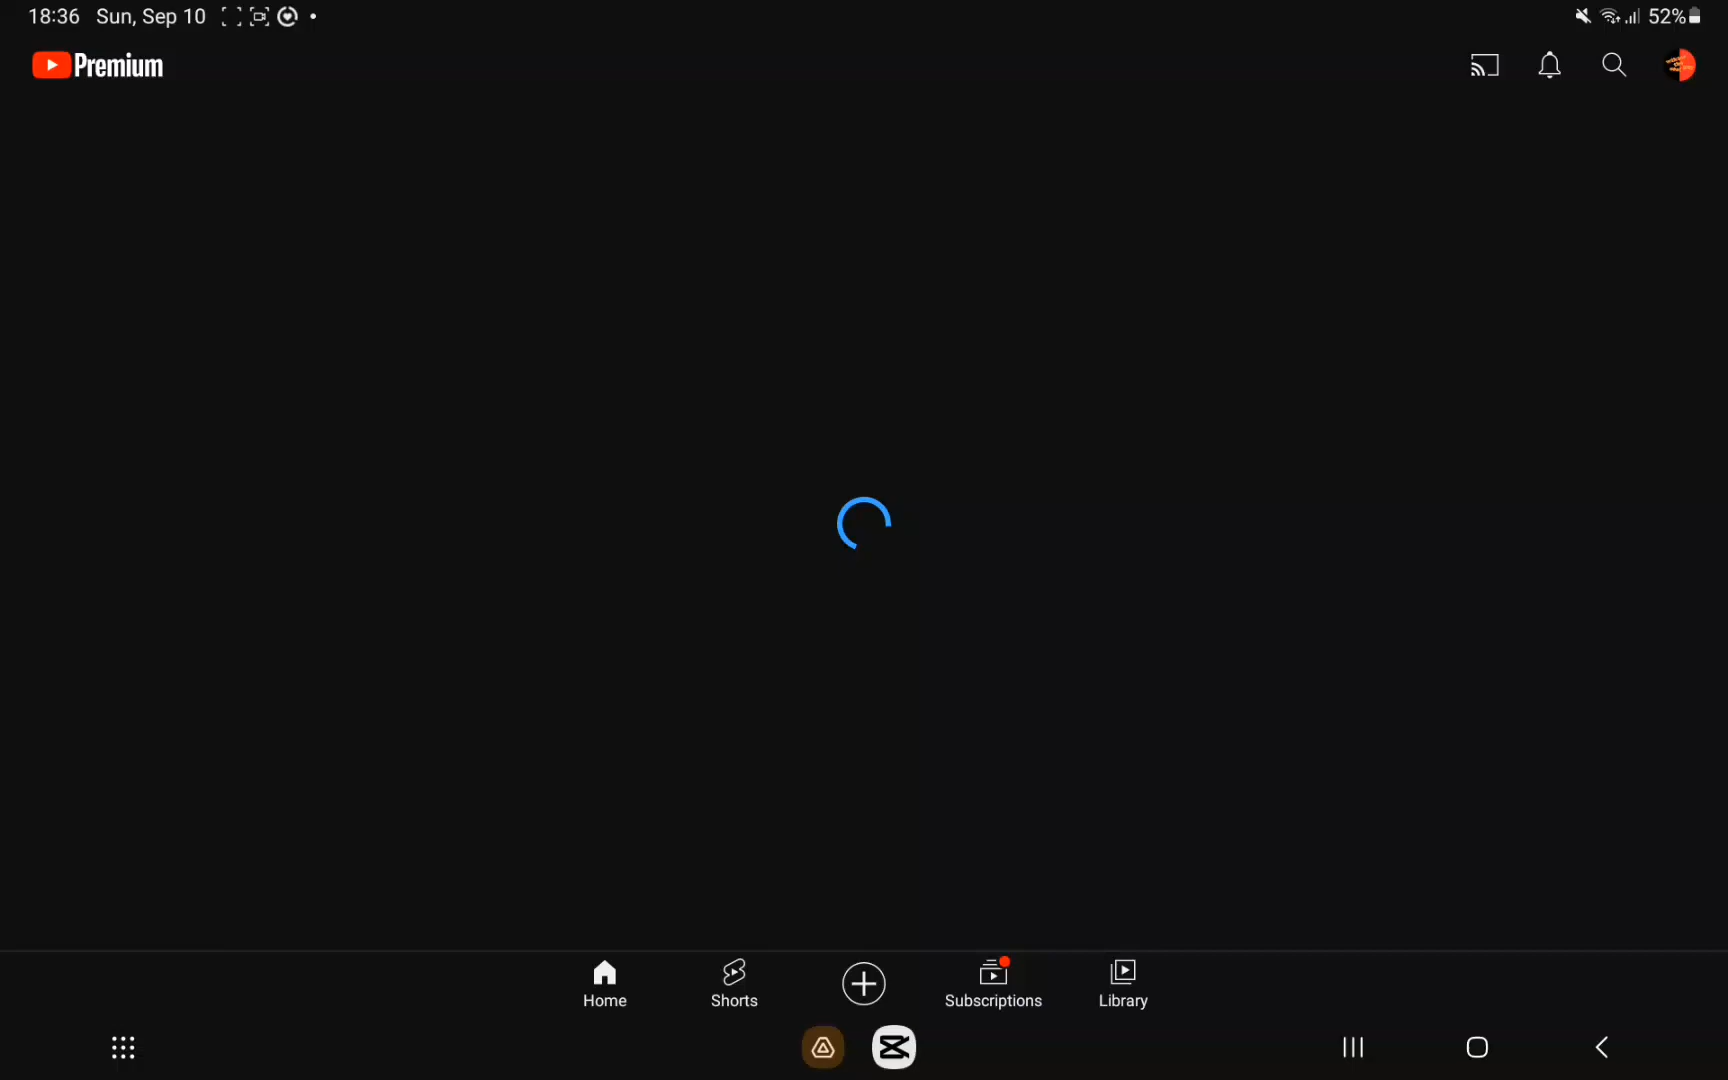 18:36 Sun, Sep 10
52%
Premium
Home
Shorts
Subscriptions
Library